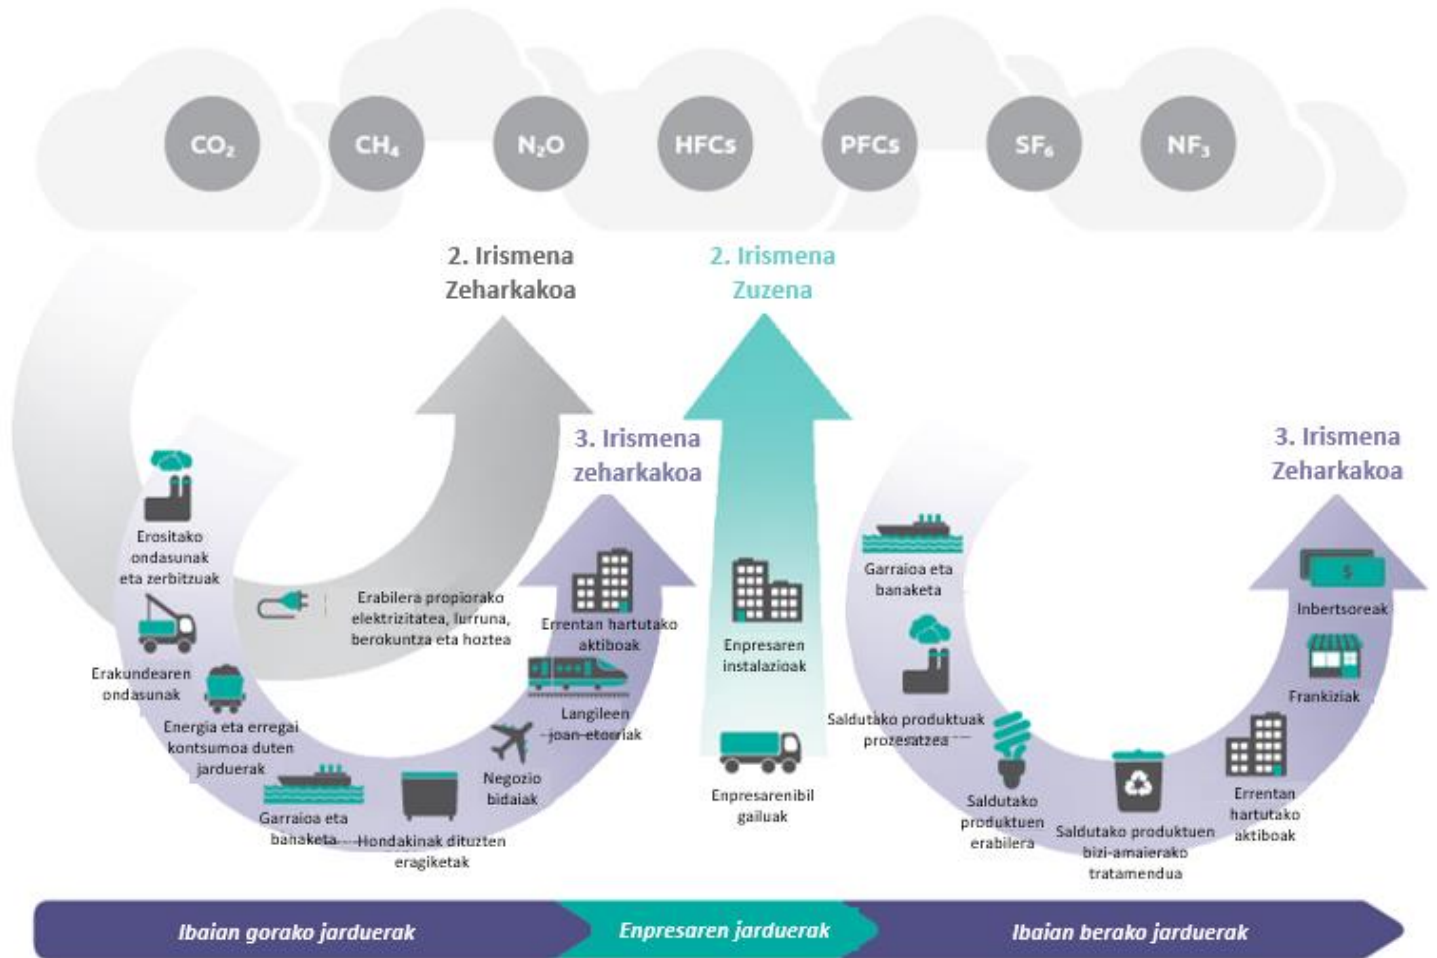 CO₂
CH₄
N₂O
HFCs
PFCs
SF₆
NF₃
2. Irismena
Zeharkakoa
2. Irismena
Zuzena
3. Irismena
zeharkakoa
3. Irismena
Zeharkakoa
Erositako
ondasunak
eta zerbitzuak
Erakundearen
ondasunak
Energia eta erregai
kontsumoa duten
jarduerak
Garraioa eta
banaketa
Hondakinak dituzten
eragiketak
Negozio
bidaiak
Langileen
joan-etorriak
Errentan hartutako
aktiboak
Erabilera propiorako
elektrizitatea, lurruna,
berokuntza eta hoztea
Enpresaren
instalazioak
Enpresarenibil
gailuak
Garraioa eta
banaketa
Saldutako produktuak
prozesatzea
Saldutako
produktuen
erabilera
Saldutako produktuen
bizi-amaierako
tratamendua
Errentan
hartutako
aktiboak
Frankiziak
$
Inbertsoreak
Ibaian gorako jarduerak
Enpresaren jarduerak
Ibaian berako jarduerak